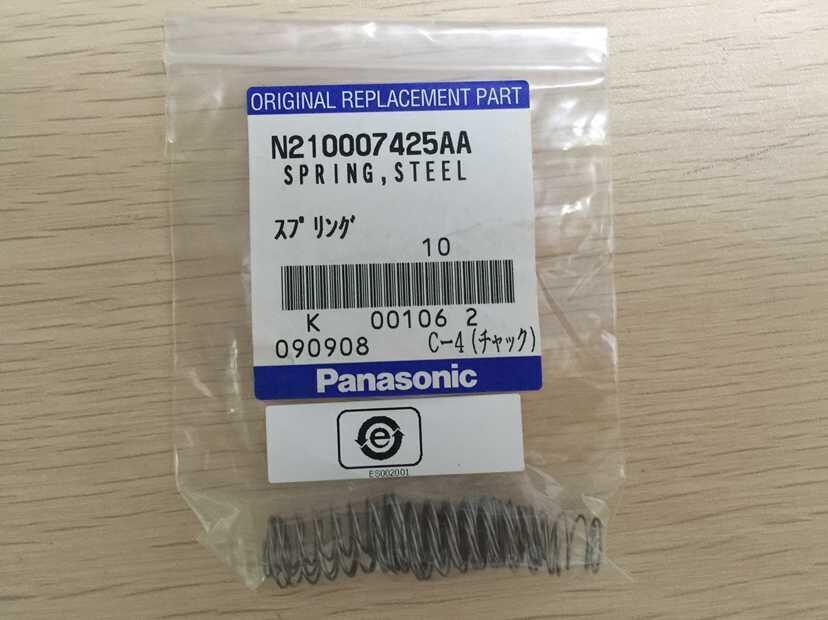 ORIGINAL REPLACEMENT PART
N210007425AA
SPRING,STEEL
ｽﾌﾟﾘﾝｸﾞ
10
K 00106 2
090908 C-4(チャック)
Panasonic
e
ES002001